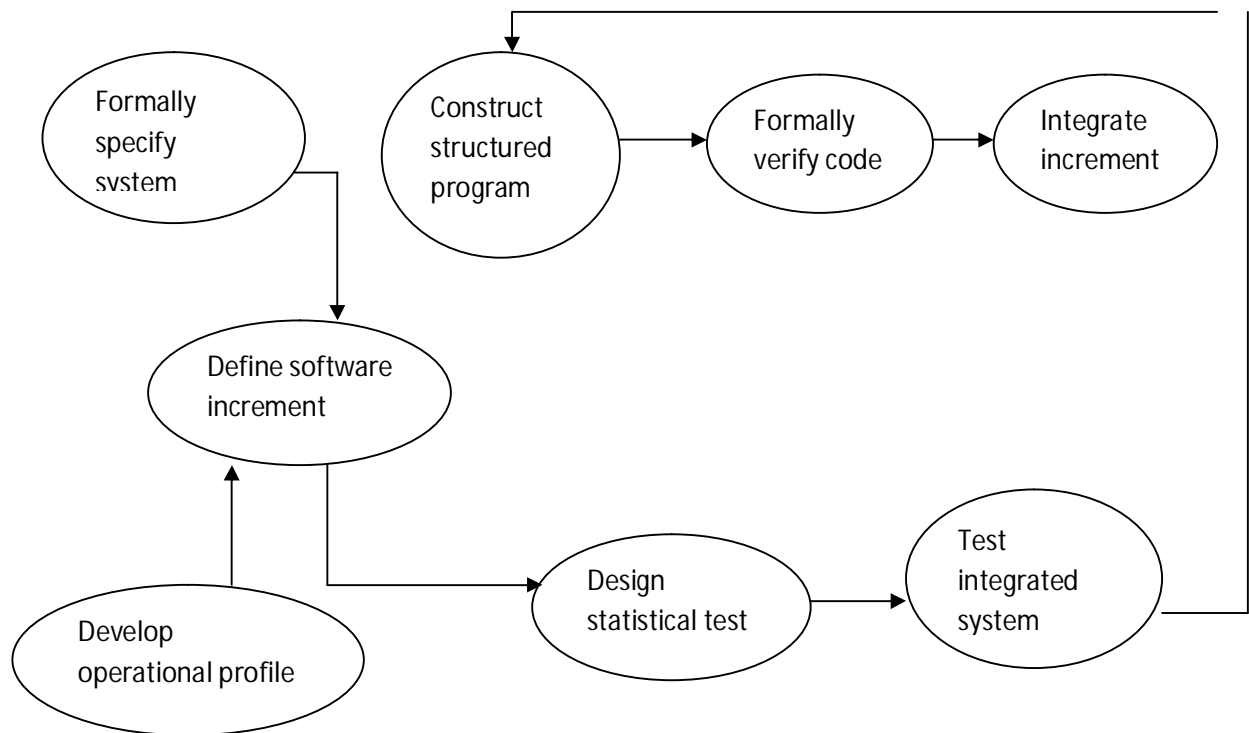 Formally
specify
system
Construct
structured
program
Formally
verify code
Integrate
increment
Define software
increment
Develop
operational profile
Design
statistical test
Test
integrated
system